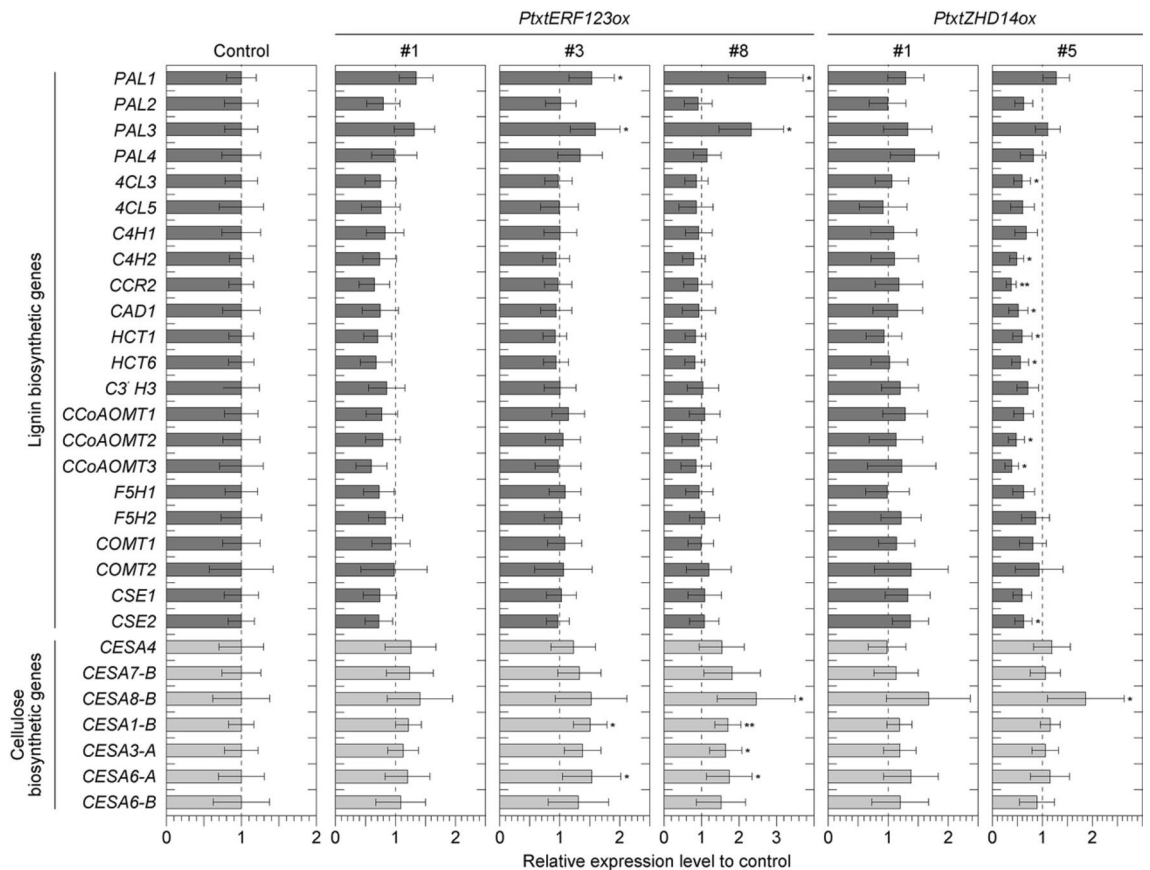 PtxtERF123ox PtxtZHD14ox
Control #1 #3 #8 #1 #5
Lignin biosynthetic genes
PAL1 * *
PAL2
PAL3 * *
PAL4
4CL3 *
4CL5
C4H1
C4H2 *
CCR2 **
CAD1 *
HCT1 *
HCT6 *
C3'H3
CCoAOMT1
CCoAOMT2 *
CCoAOMT3 *
F5H1
F5H2
COMT1
COMT2
CSE1
CSE2 *
Cellulose
biosynthetic genes
CESA4
CESA7-B
CESA8-B * *
CESA1-B * **
CESA3-A *
CESA6-A * *
CESA6-B
0 1 2 0 1 2 0 1 2 0 1 2 3 0 1 2 0 1 2
Relative expression level to control